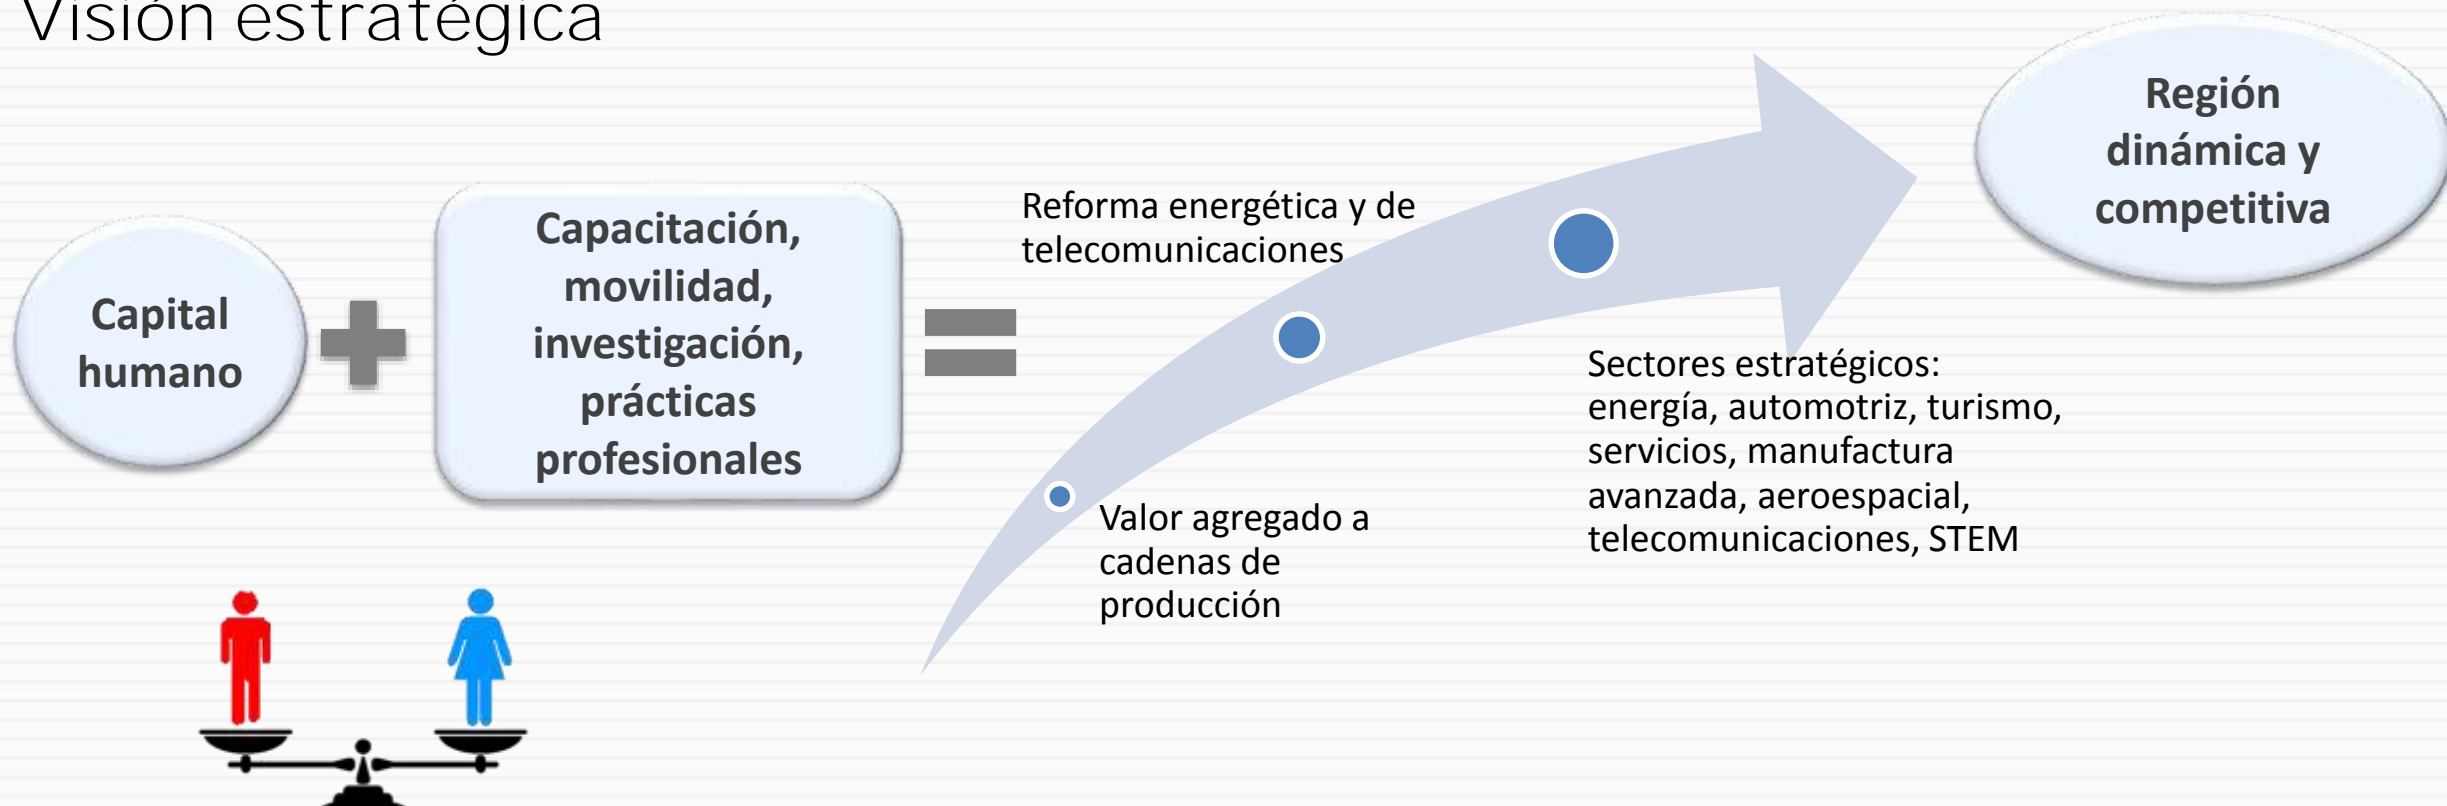 Visión estratégica
Capital
humano
Capacitación,
movilidad,
investigación,
prácticas
profesionales
Reforma energética y de
telecomunicaciones
Valor agregado a
cadenas de
producción
Sectores estratégicos:
energía, automotriz, turismo,
servicios, manufactura
avanzada, aeroespacial,
telecomunicaciones, STEM
Región
dinámica y
competitiva